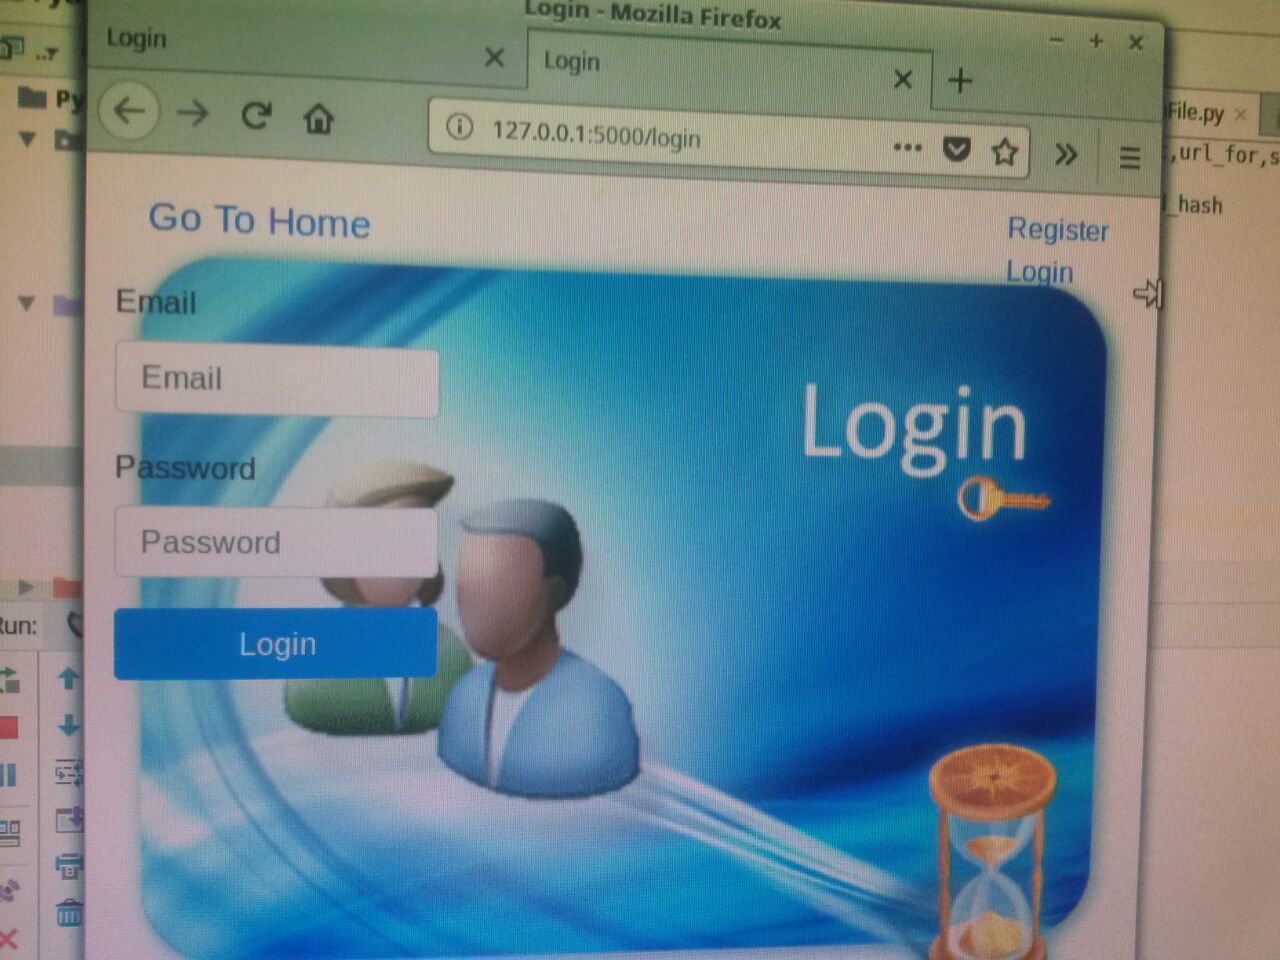 Login - Mozilla Firefox
Login
Login
127.0.0.1:5000/login
Py
File.py
,url_for,s
_hash
Go To Home
Register
Login
Email
Email
Password
Password
Login
Login
Run: